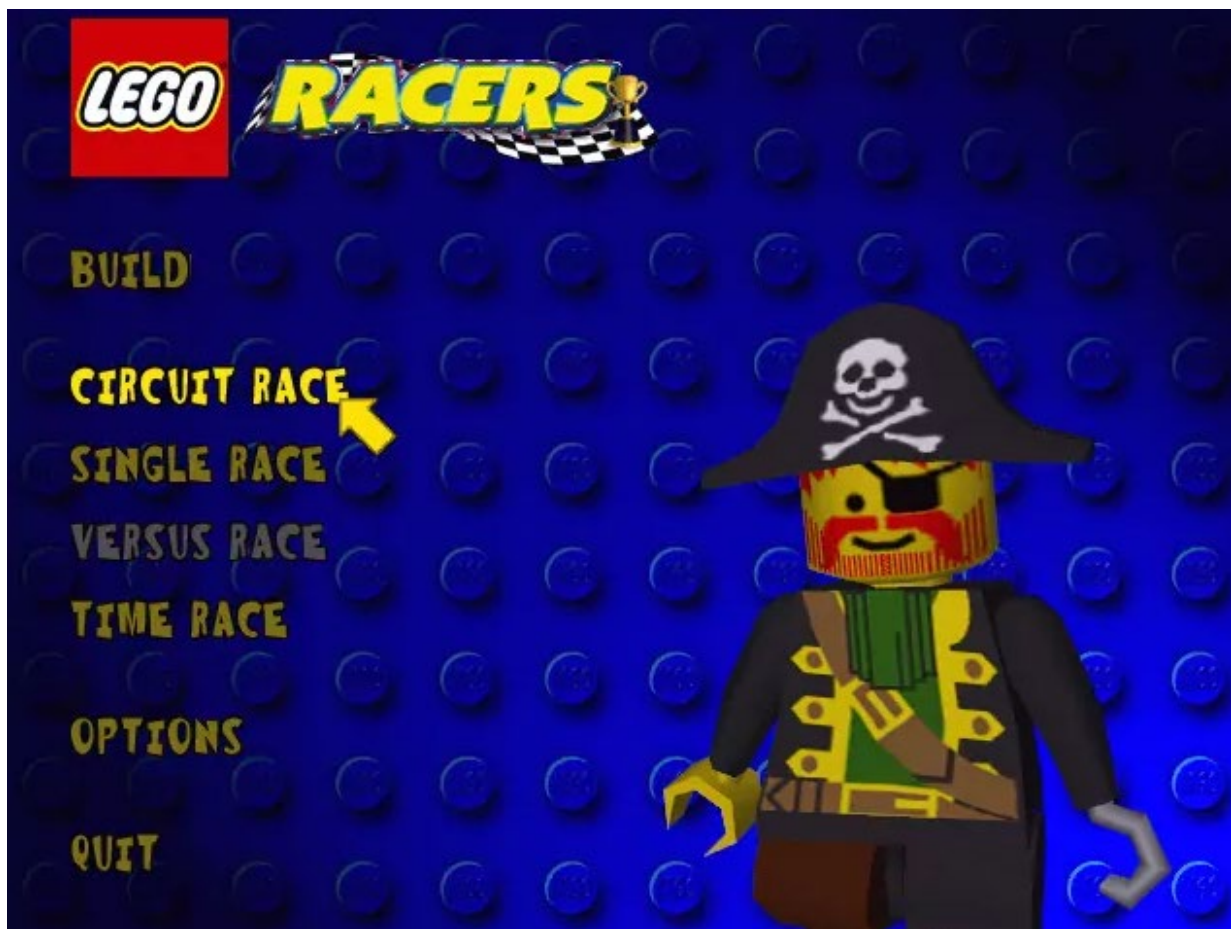 LEGO RACERS
BUILD
CIRCUIT RACE
SINGLE RACE
VERSUS RACE
TIME RACE
OPTIONS
QUIT